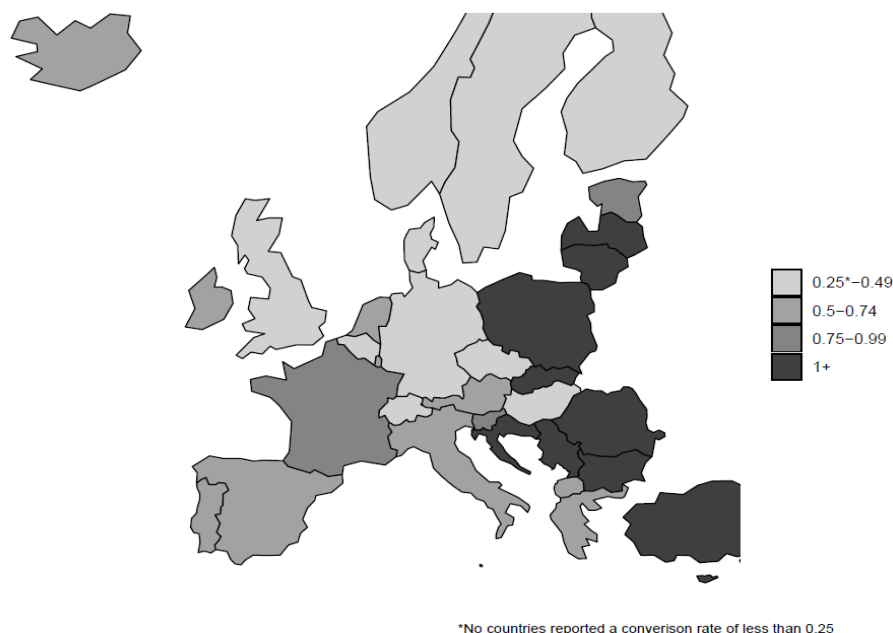 0.25*−0.49
0.5−0.74
0.75−0.99
1+
*No countries reported a converison rate of less than 0.25